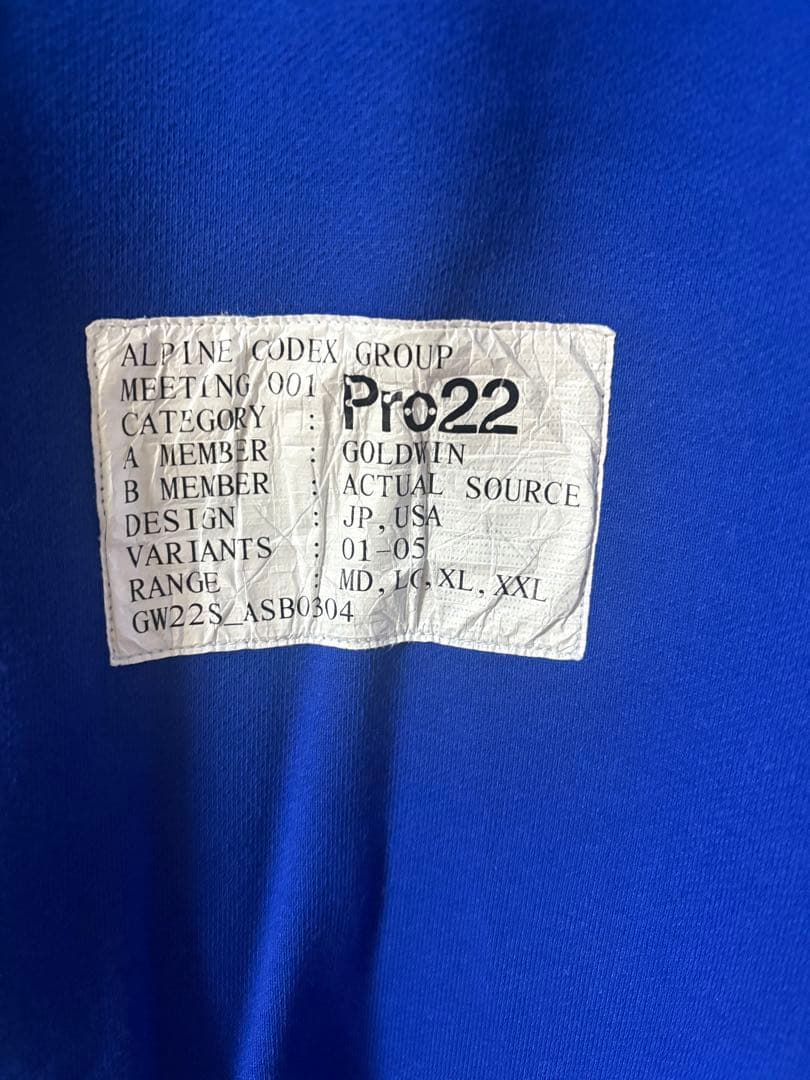 ALPINE CODEX GROUP
MEETING 001
CATEGORY : Pro22
A MEMBER : GOLDWIN
B MEMBER : ACTUAL SOURCE
DESIGN : JP, USA
VARIANTS : 01-05
RANGE : MD, LG, XL, XXL
GW22S_ASB0304